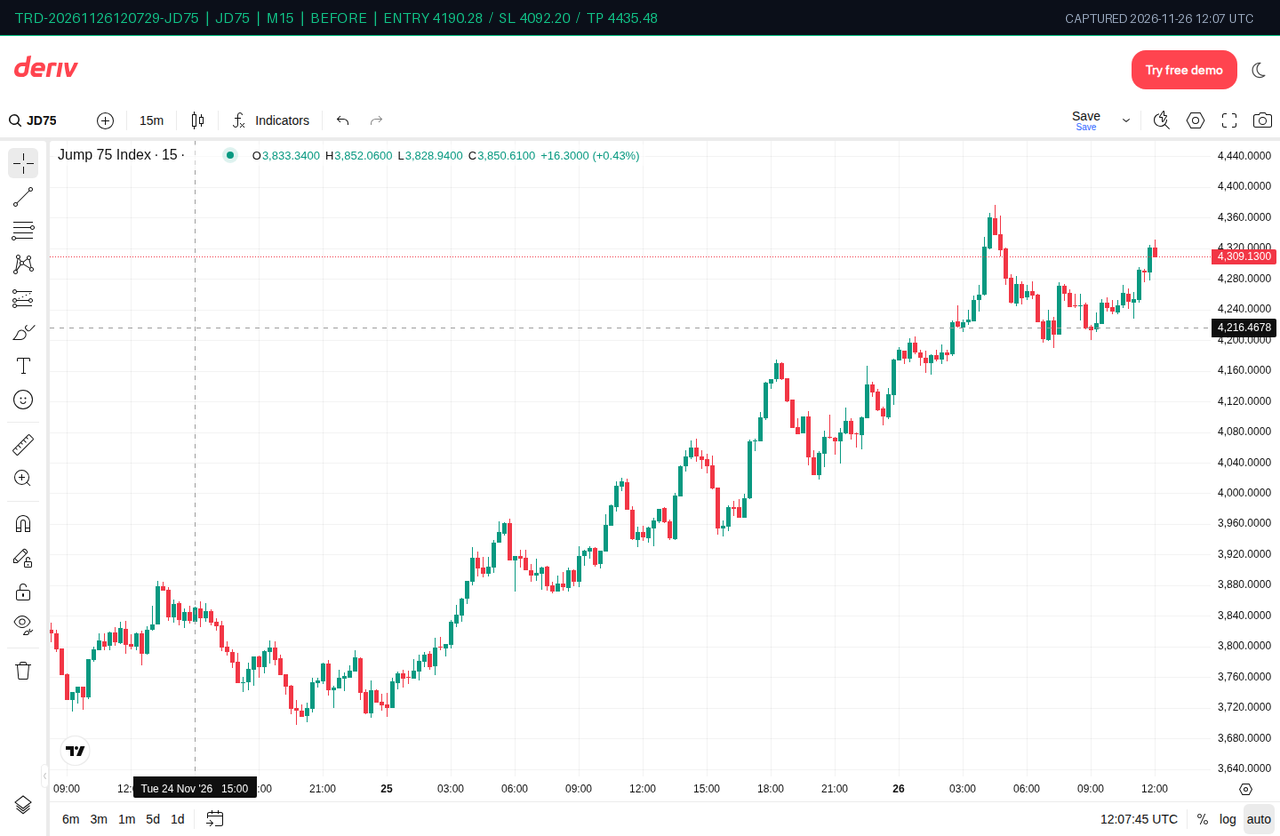 TRD-20261126120729-JD75 | JD75 | M15 | BEFORE | ENTRY 4190.28 / SL 4092.20 / TP 4435.48
CAPTURED 2026-11-26 12:07 UTC
deriv
Try free demo
JD75
15m
Indicators
Save
Save
Jump 75 Index · 15 ·
O3,833.3400 H3,852.0600 L3,828.9400 C3,850.6100 +16.3000 (+0.43%)
4,440.0000
4,400.0000
4,360.0000
4,320.0000
4,309.1300
4,280.0000
4,240.0000
4,216.4678
4,200.0000
4,160.0000
4,120.0000
4,080.0000
4,040.0000
4,000.0000
3,960.0000
3,920.0000
3,880.0000
3,840.0000
3,800.0000
3,760.0000
3,720.0000
3,680.0000
3,640.0000
09:00 12: Tue 24 Nov '26 15:00 :00 21:00 25 03:00 06:00 09:00 12:00 15:00 18:00 21:00 26 03:00 06:00 09:00 12:00
6m 3m 1m 5d 1d
12:07:45 UTC % log auto